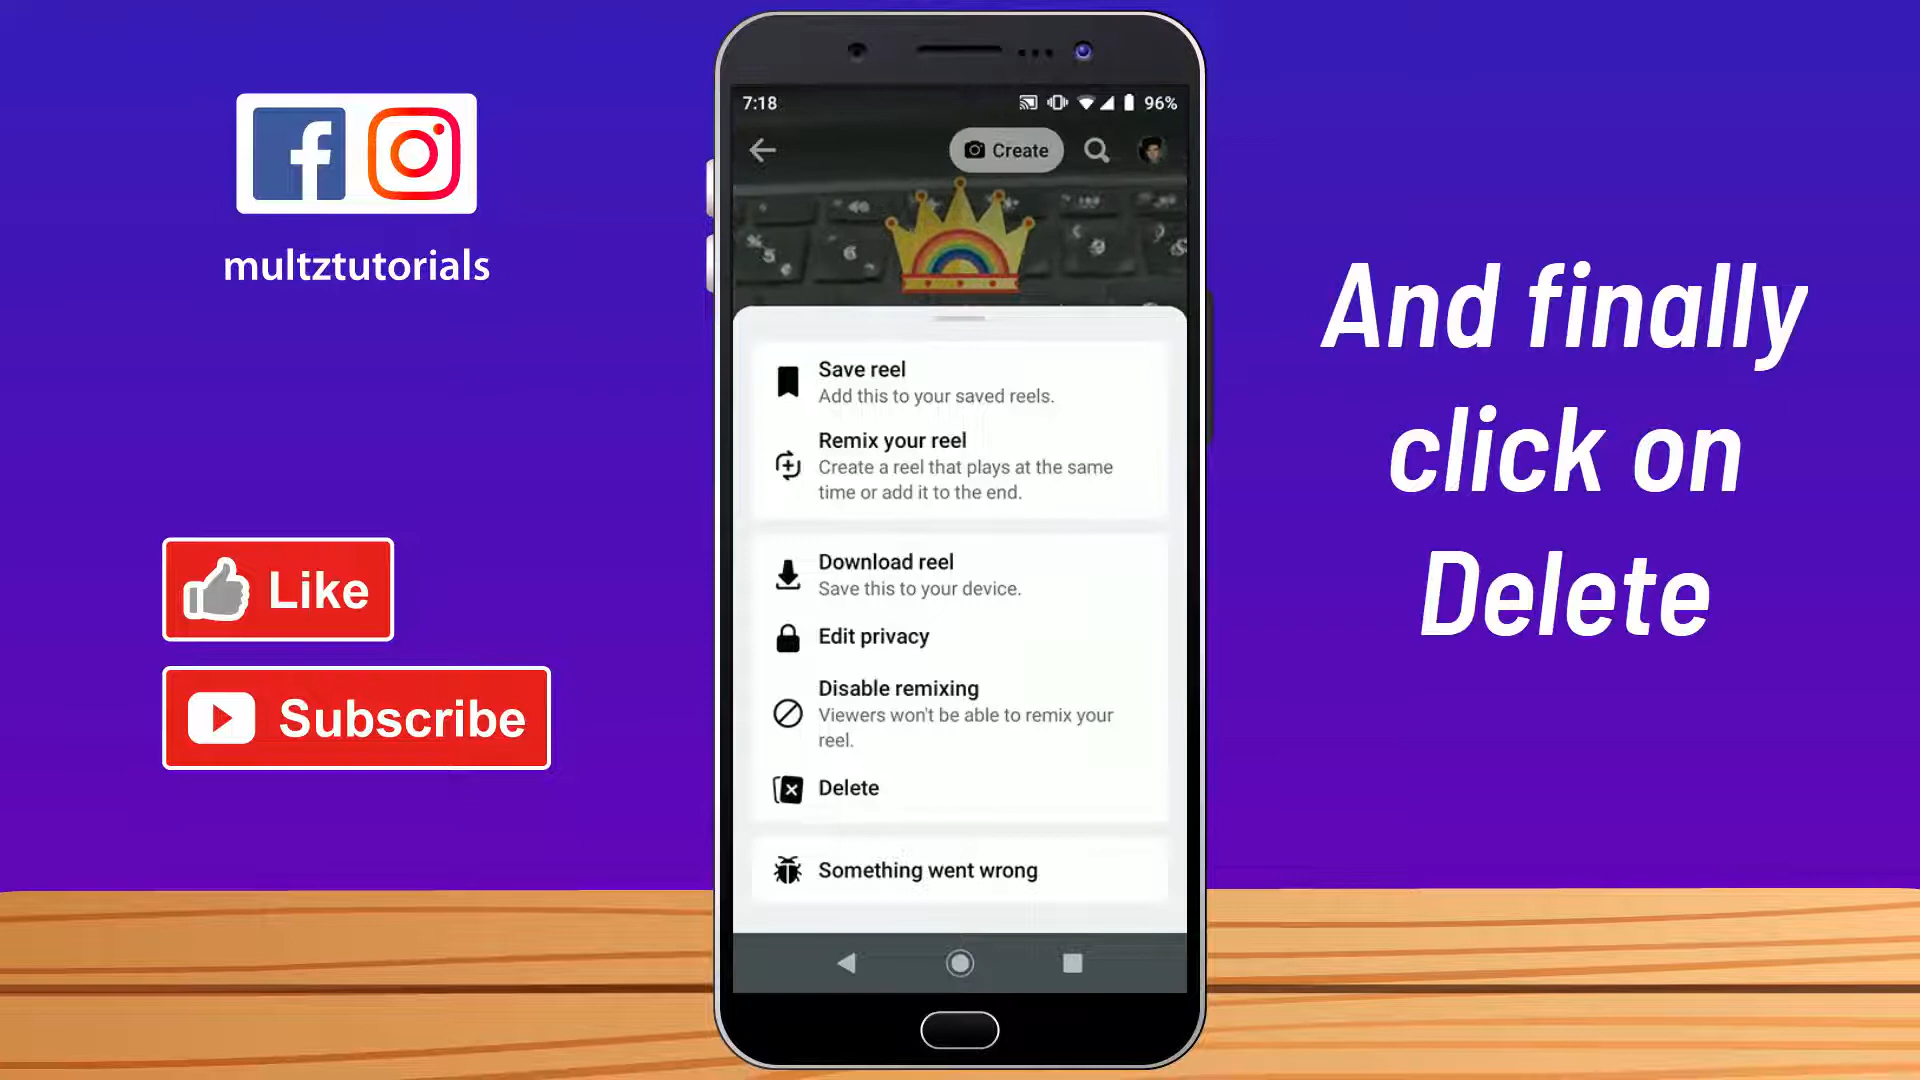 multztutorials
Like
Subscribe
7:18
96%
Create
Save reel
Add this to your saved reels.
Remix your reel
Create a reel that plays at the same
time or add it to the end.
Download reel
Save this to your device.
Edit privacy
Disable remixing
Viewers won't be able to remix your
reel.
Delete
Something went wrong
And finally
click on
Delete